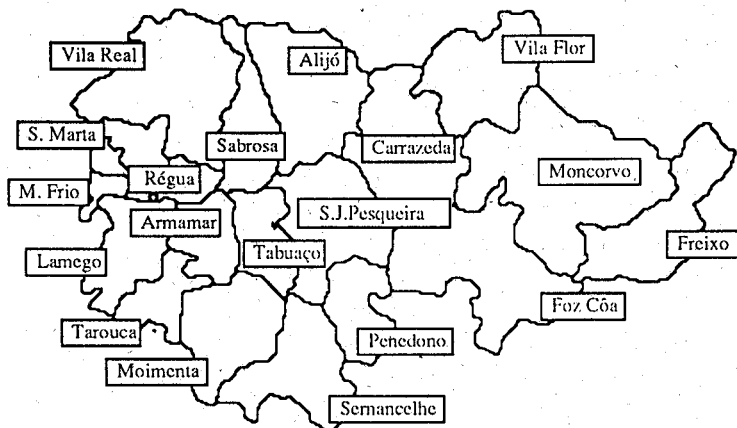 Vila Real
Alijó
Vila Flor
S. Marta
Sabrosa
Carrazeda
Moncorvo
M. Frio
Régua
Armamar
S.J.Pesqueira
Lamego
Tabuaço
Freixo
Foz Côa
Tarouca
Penedono
Moimenta
Sernancelhe